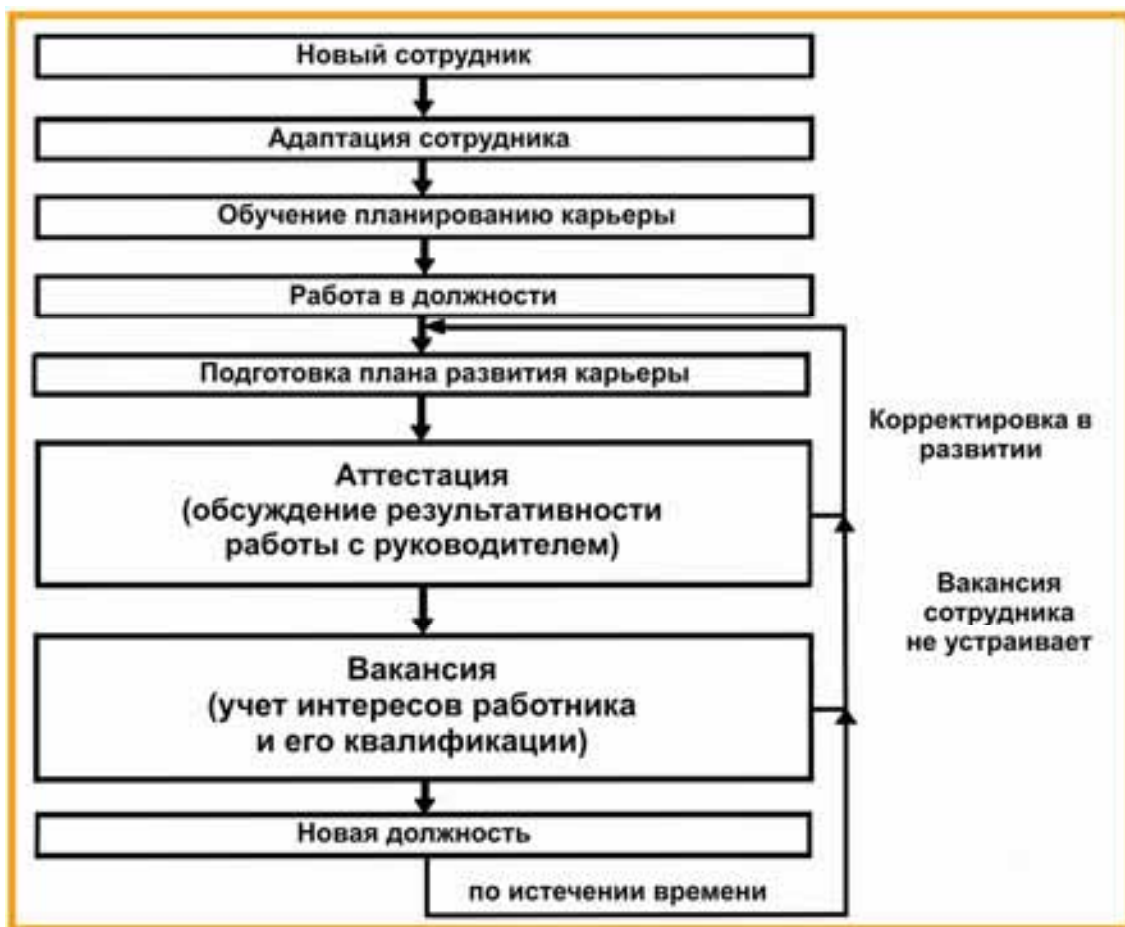 Новый сотрудник
Адаптация сотрудника
Обучение планированию карьеры
Работа в должности
Подготовка плана развития карьеры
Аттестация
(обсуждение результативности
работы с руководителем)
Корректировка в
развитии
Вакансия
(учет интересов работника
и его квалификации)
Вакансия
сотрудника
не устраивает
Новая должность
по истечении времени